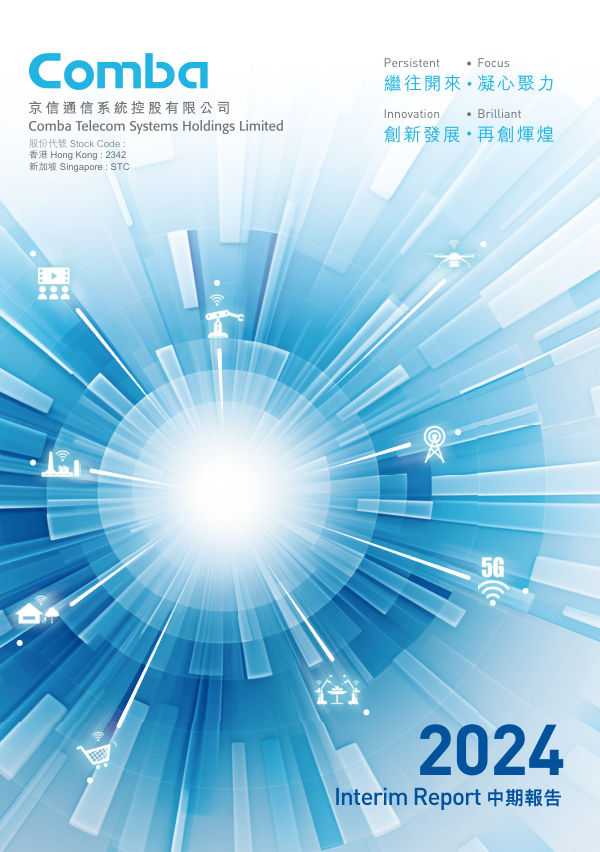 Comba
京信通信系統控股有限公司
Comba Telecom Systems Holdings Limited
股份代號 Stock Code :
香港 Hong Kong : 2342
新加坡 Singapore : STC
Persistent • Focus
繼往開來 • 凝心聚力
Innovation • Brilliant
創新發展 • 再創輝煌
5G
2024
Interim Report 中期報告